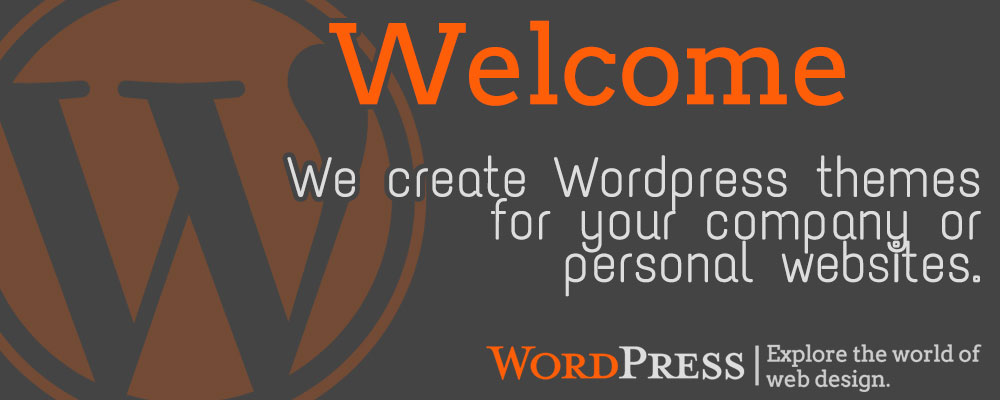 Welcome
We create Wordpress themes
for your company or
personal websites.
WORDPRESS | Explore the world of
web design.